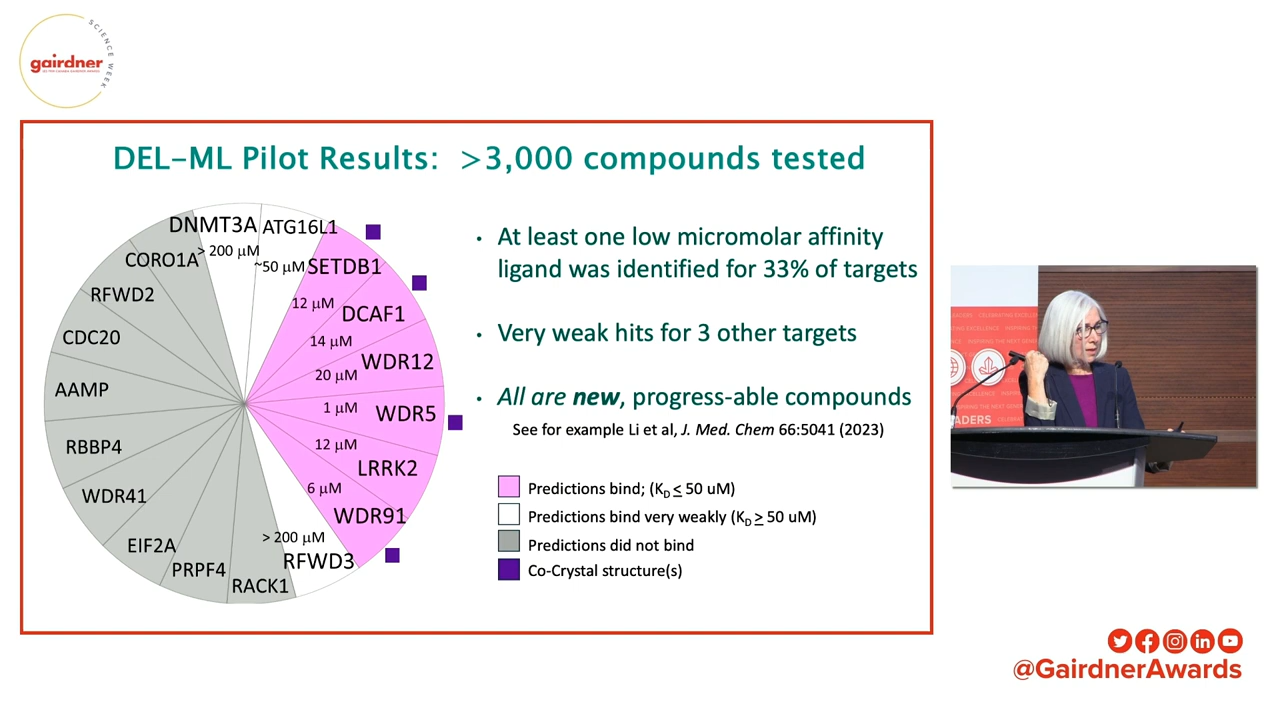 gairdner
SCIENCE WEEK
DEL-ML Pilot Results: >3,000 compounds tested
DNMT3A
> 200 µM
ATG16L1
~50 µM
SETDB1
12 µM
DCAF1
14 µM
WDR12
20 µM
WDR5
1 µM
LRRK2
12 µM
WDR91
6 µM
RFWD3
> 200 µM
RACK1
PRPF4
EIF2A
WDR41
RBBP4
AAMP
CDC20
RFWD2
CORO1A
• At least one low micromolar affinity
ligand was identified for 33% of targets
• Very weak hits for 3 other targets
• All are new, progress-able compounds
See for example Li et al, J. Med. Chem 66:5041 (2023)
Predictions bind; (KD ≤ 50 uM)
Predictions bind very weakly (KD ≥ 50 uM)
Predictions did not bind
Co-Crystal structure(s)
@GairdnerAwards